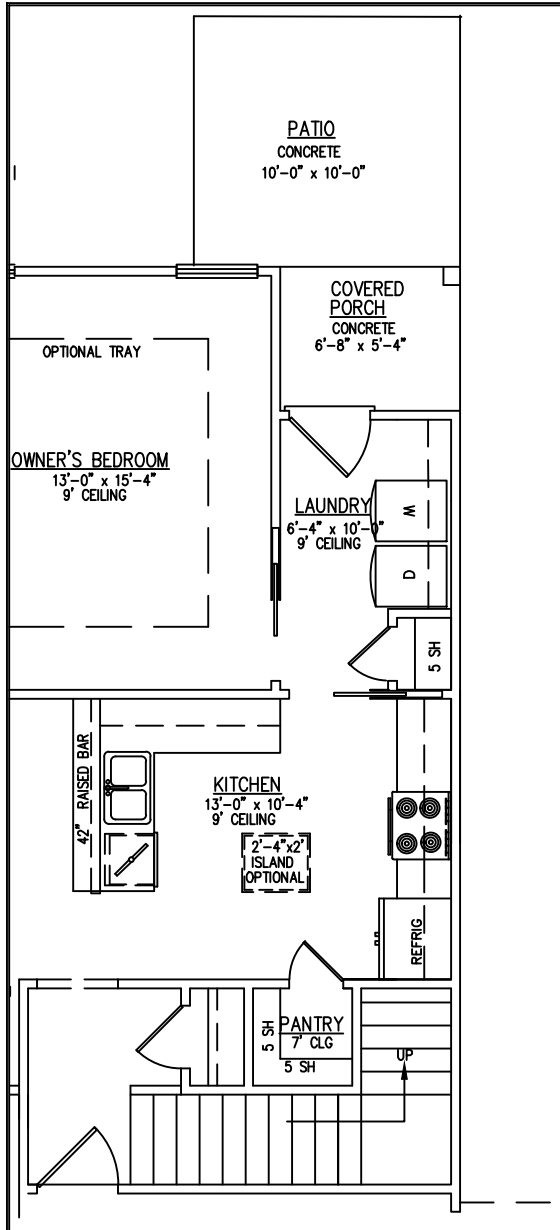 PATIO
CONCRETE
10'-0" x 10'-0"
COVERED
PORCH
CONCRETE
6'-8" x 5'-4"
OPTIONAL TRAY
OWNER'S BEDROOM
13'-0" x 15'-4"
9' CEILING
LAUNDRY
6'-4" x 10'-0"
9' CEILING
W
D
5 SH
42" RAISED BAR
KITCHEN
13'-0" x 10'-4"
9' CEILING
2'-4"x2'
ISLAND
OPTIONAL
REFRIG
5 SH
PANTRY
7' CLG
5 SH
UP